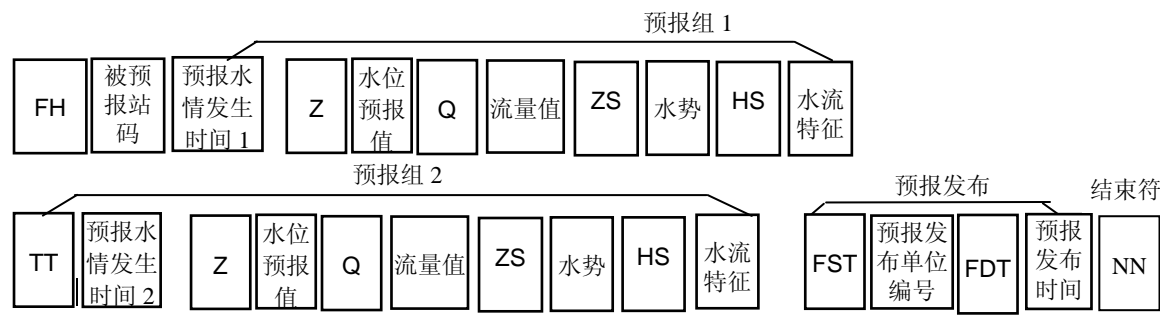 预报组 1
FH
被预
报站
码
预报水
情发生
时间 1
Z
水位
预报
值
Q
流量值
ZS
水势
HS
水流
特征
预报组 2
TT
预报水
情发生
时间 2
Z
水位
预报
值
Q
流量值
ZS
水势
HS
水流
特征
预报发布
FST
预报发
布单位
编号
FDT
预报
发布
时间
结束符
NN